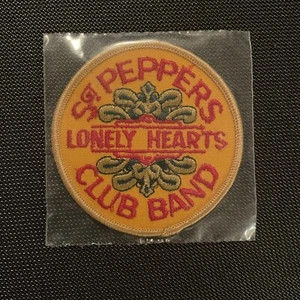 Sgt PEPPERS
LONELY HEARTS
CLUB BAND